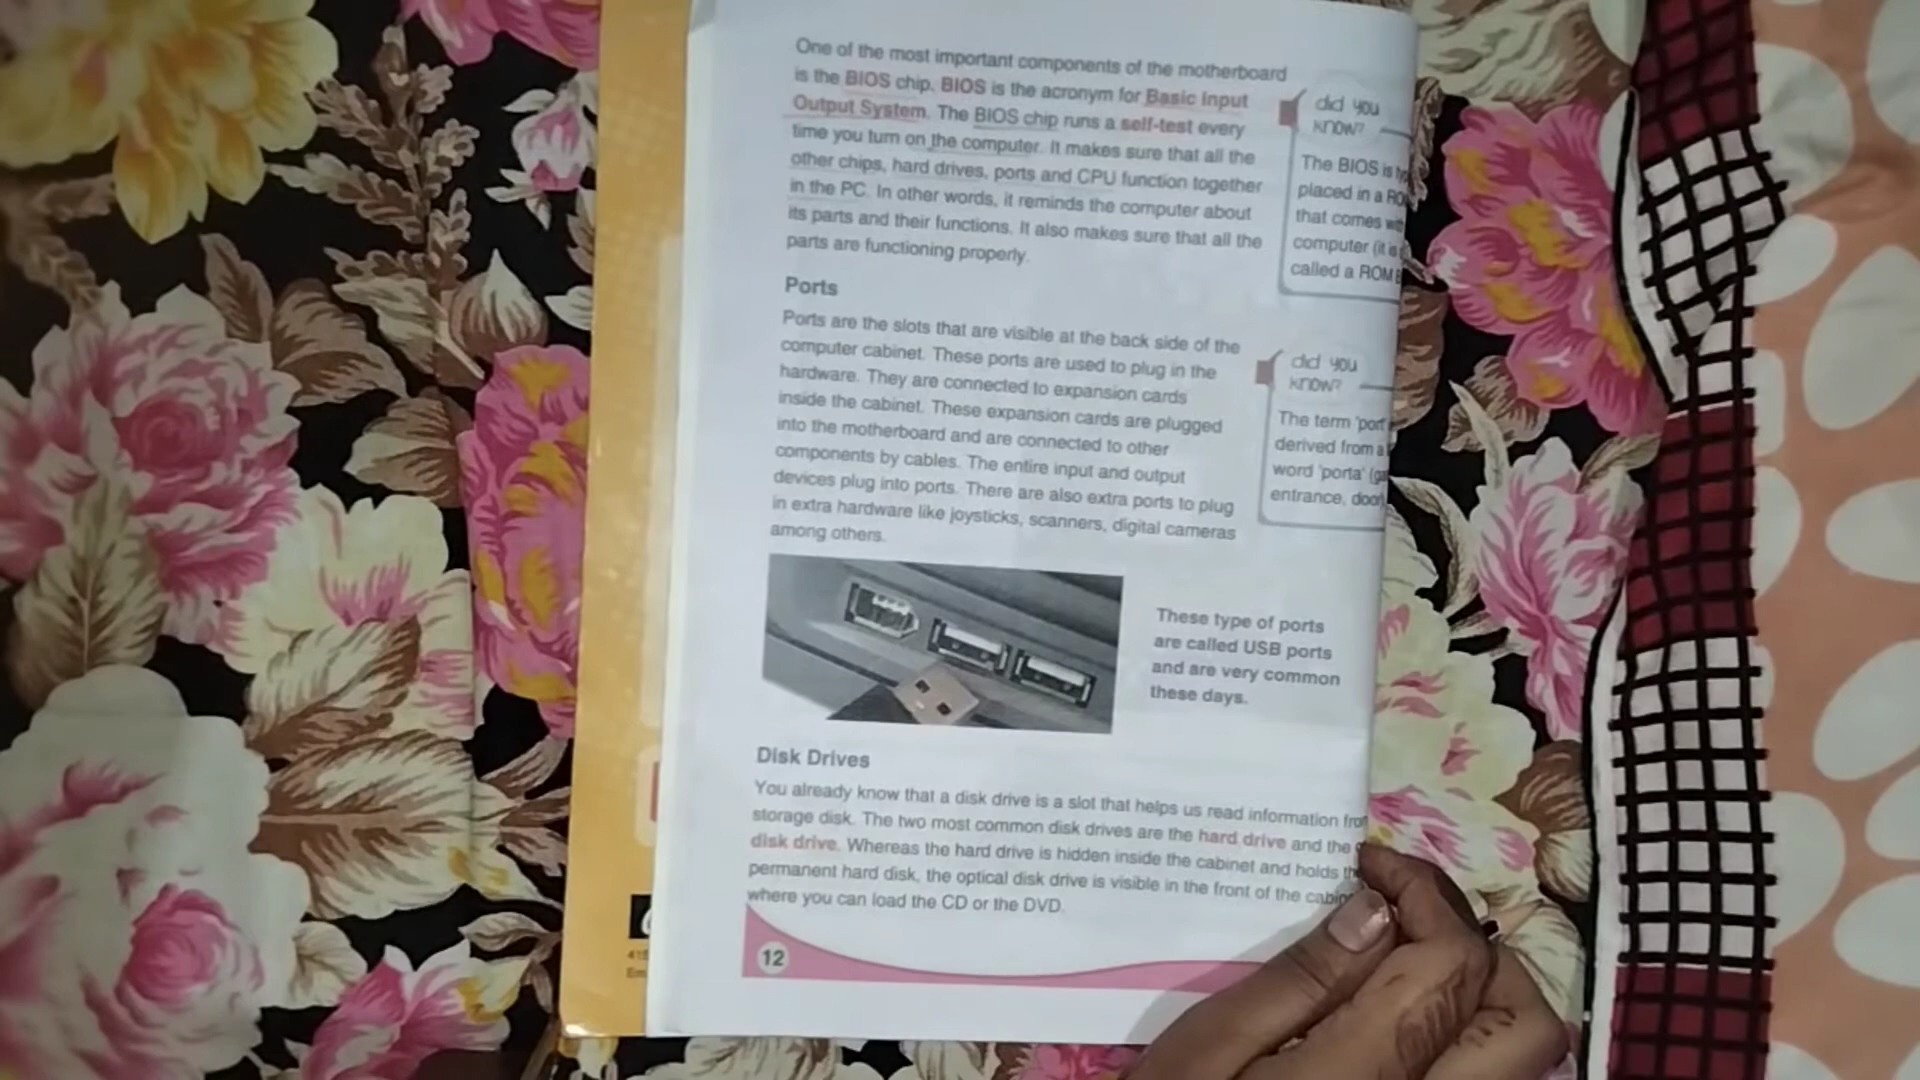 One of the most important components of the motherboard
is the BIOS chip. BIOS is the acronym for Basic Input
Output System. The BIOS chip runs a self-test every
time you turn on the computer. It makes sure that all the
other chips, hard drives, ports and CPU function together
in the PC. In other words, it reminds the computer about
its parts and their functions. It also makes sure that all the
parts are functioning properly.
did you
know?
The BIOS is
placed in a
that comes
computer (it is
called a ROM
Ports
Ports are the slots that are visible at the back side of the
computer cabinet. These ports are used to plug in the
hardware. They are connected to expansion cards
inside the cabinet. These expansion cards are plugged
into the motherboard and are connected to other
components by cables. The entire input and output
devices plug into ports. There are also extra ports to plug
in extra hardware like joysticks, scanners, digital cameras
among others.
did you
know?
The term 'port'
derived from a
word 'porta'
entrance, door)
These type of ports
are called USB ports
and are very common
these days.
Disk Drives
You already know that a disk drive is a slot that helps us read information
storage disk. The two most common disk drives are the hard drive and the
disk drive. Whereas the hard drive is hidden inside the cabinet and holds
permanent hard disk, the optical disk drive is visible in the front of the
where you can load the CD or the DVD.
12